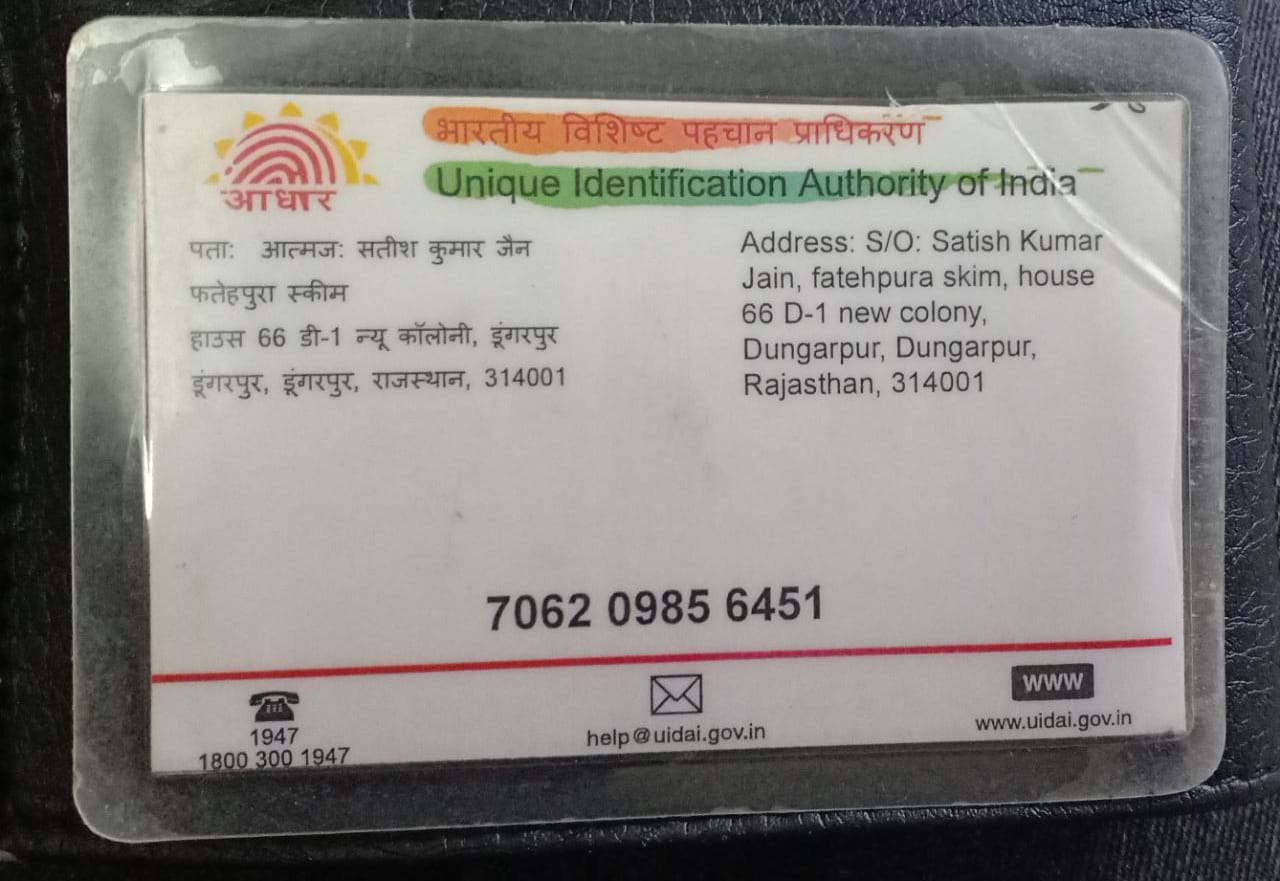 आधार
भारतीय विशिष्ट पहचान प्राधिकरण
Unique Identification Authority of India
पता: आत्मज: सतीश कुमार जैन
फतेहपुरा स्कीम
हाउस 66 डी-1 न्यू कॉलोनी, डूंगरपुर
डूंगरपुर, डूंगरपुर, राजस्थान, 314001
Address: S/O: Satish Kumar
Jain, fatehpura skim, house
66 D-1 new colony,
Dungarpur, Dungarpur,
Rajasthan, 314001
7062 0985 6451
1947
1800 300 1947
help@uidai.gov.in
www
www.uidai.gov.in